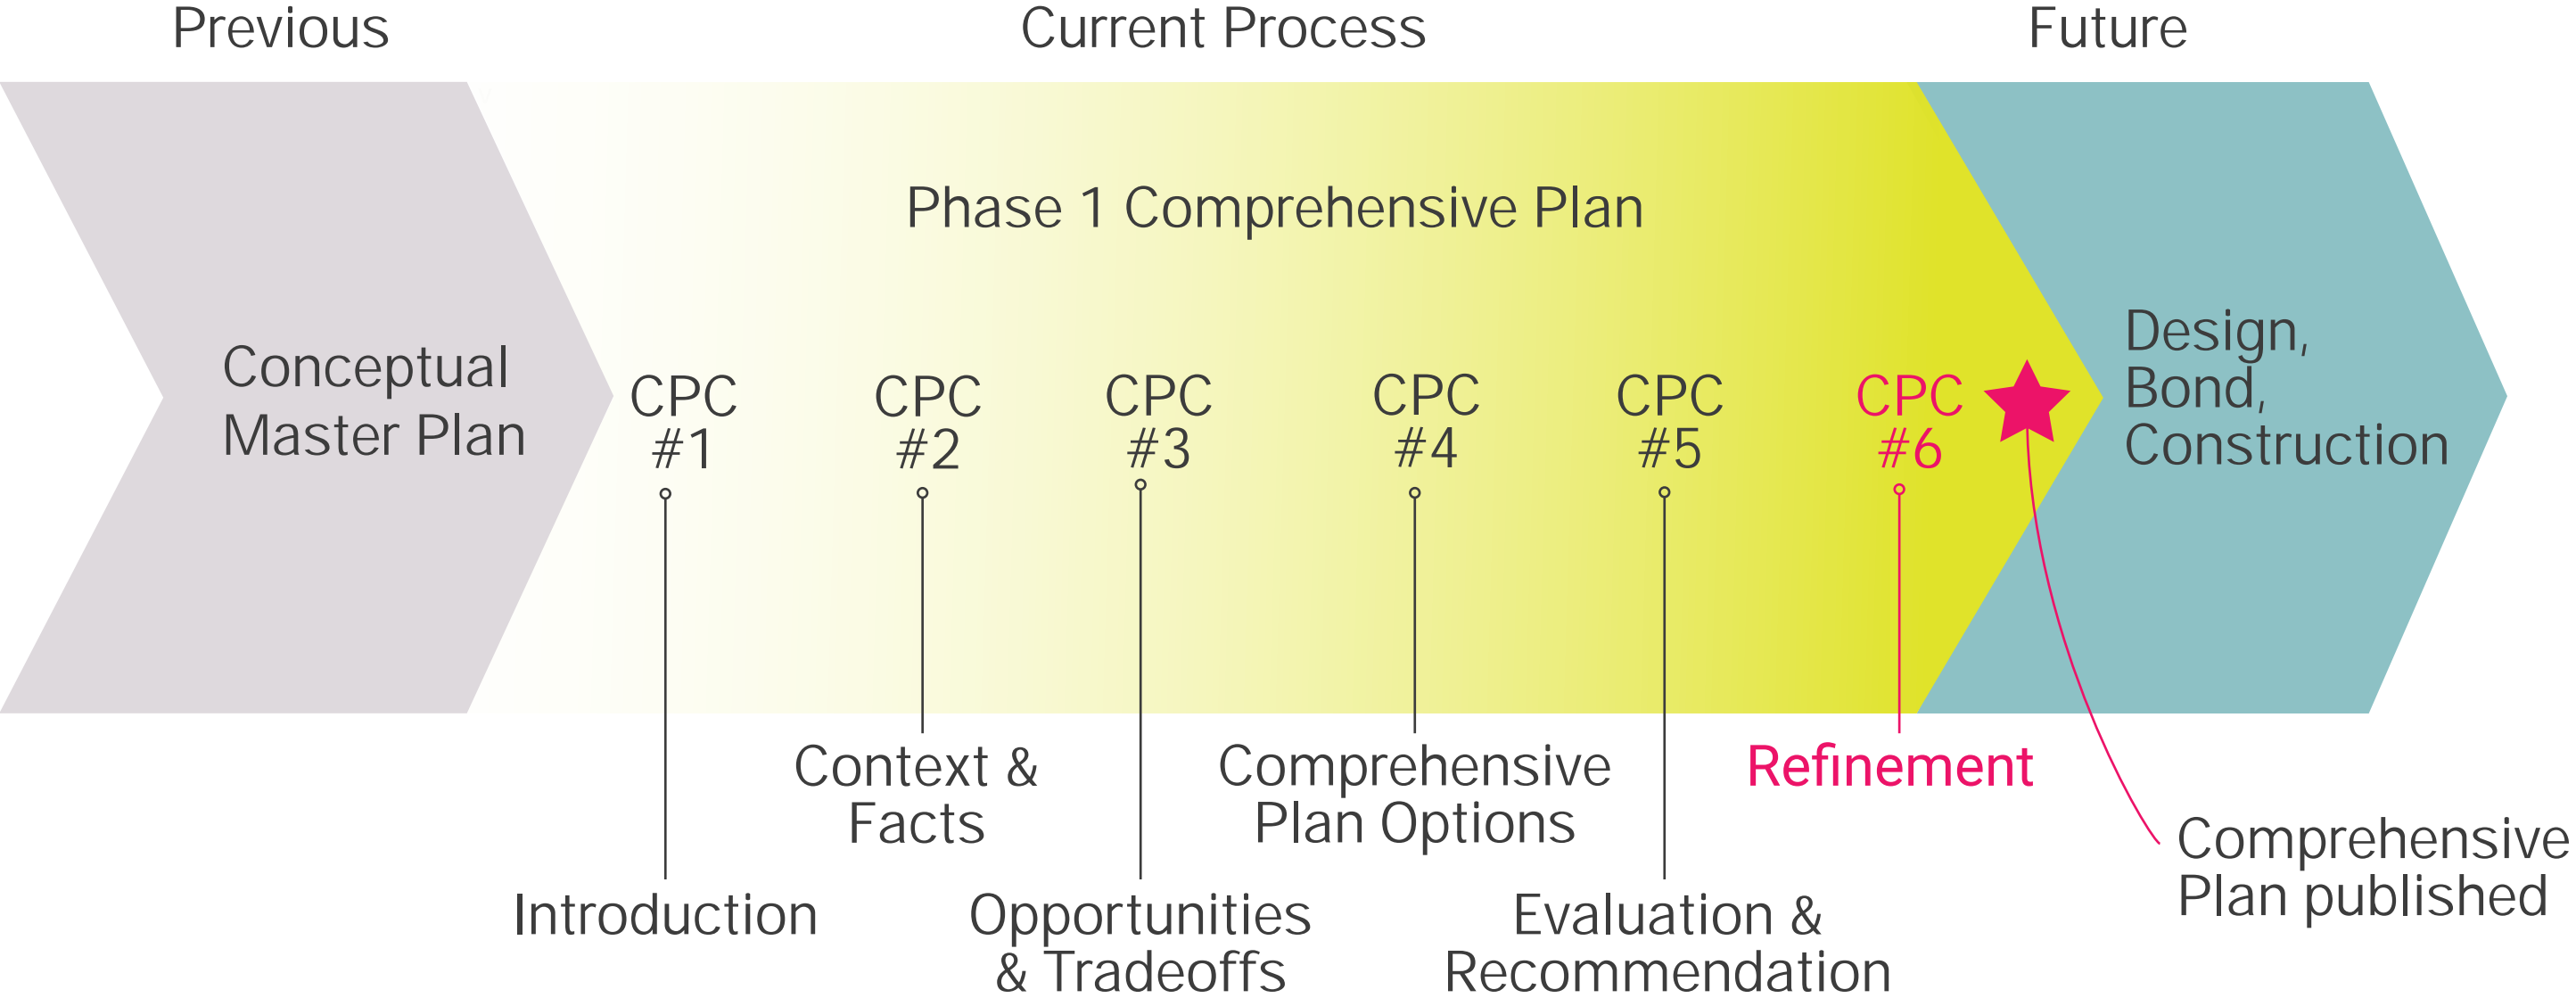 Previous
Current Process
Future
Phase 1 Comprehensive Plan
Conceptual
Master Plan
CPC
#1
CPC
#2
CPC
#3
CPC
#4
CPC
#5
CPC
#6
Design,
Bond,
Construction
Introduction
Context &
Facts
Opportunities
& Tradeoffs
Comprehensive
Plan Options
Evaluation &
Recommendation
Refinement
Comprehensive
Plan published